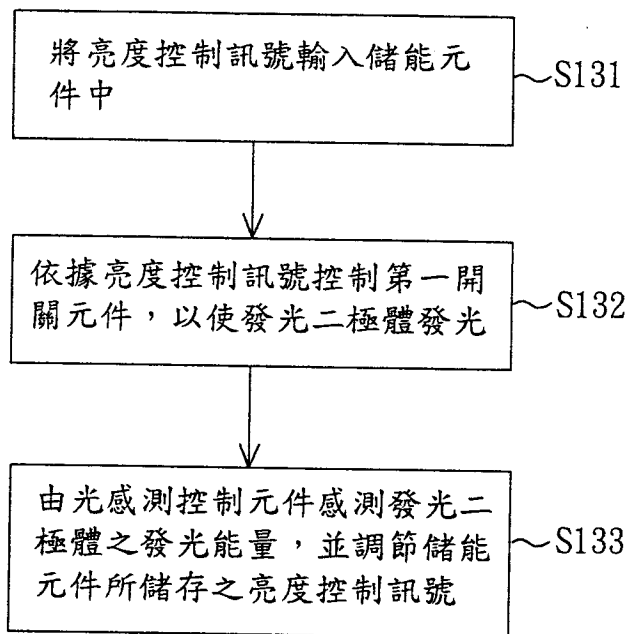 將亮度控制訊號輸入儲能元
件中
S131
依據亮度控制訊號控制第一開
關元件，以使發光二極體發光
S132
由光感測控制元件感測發光二
極體之發光能量，並調節儲能
元件所儲存之亮度控制訊號
S133